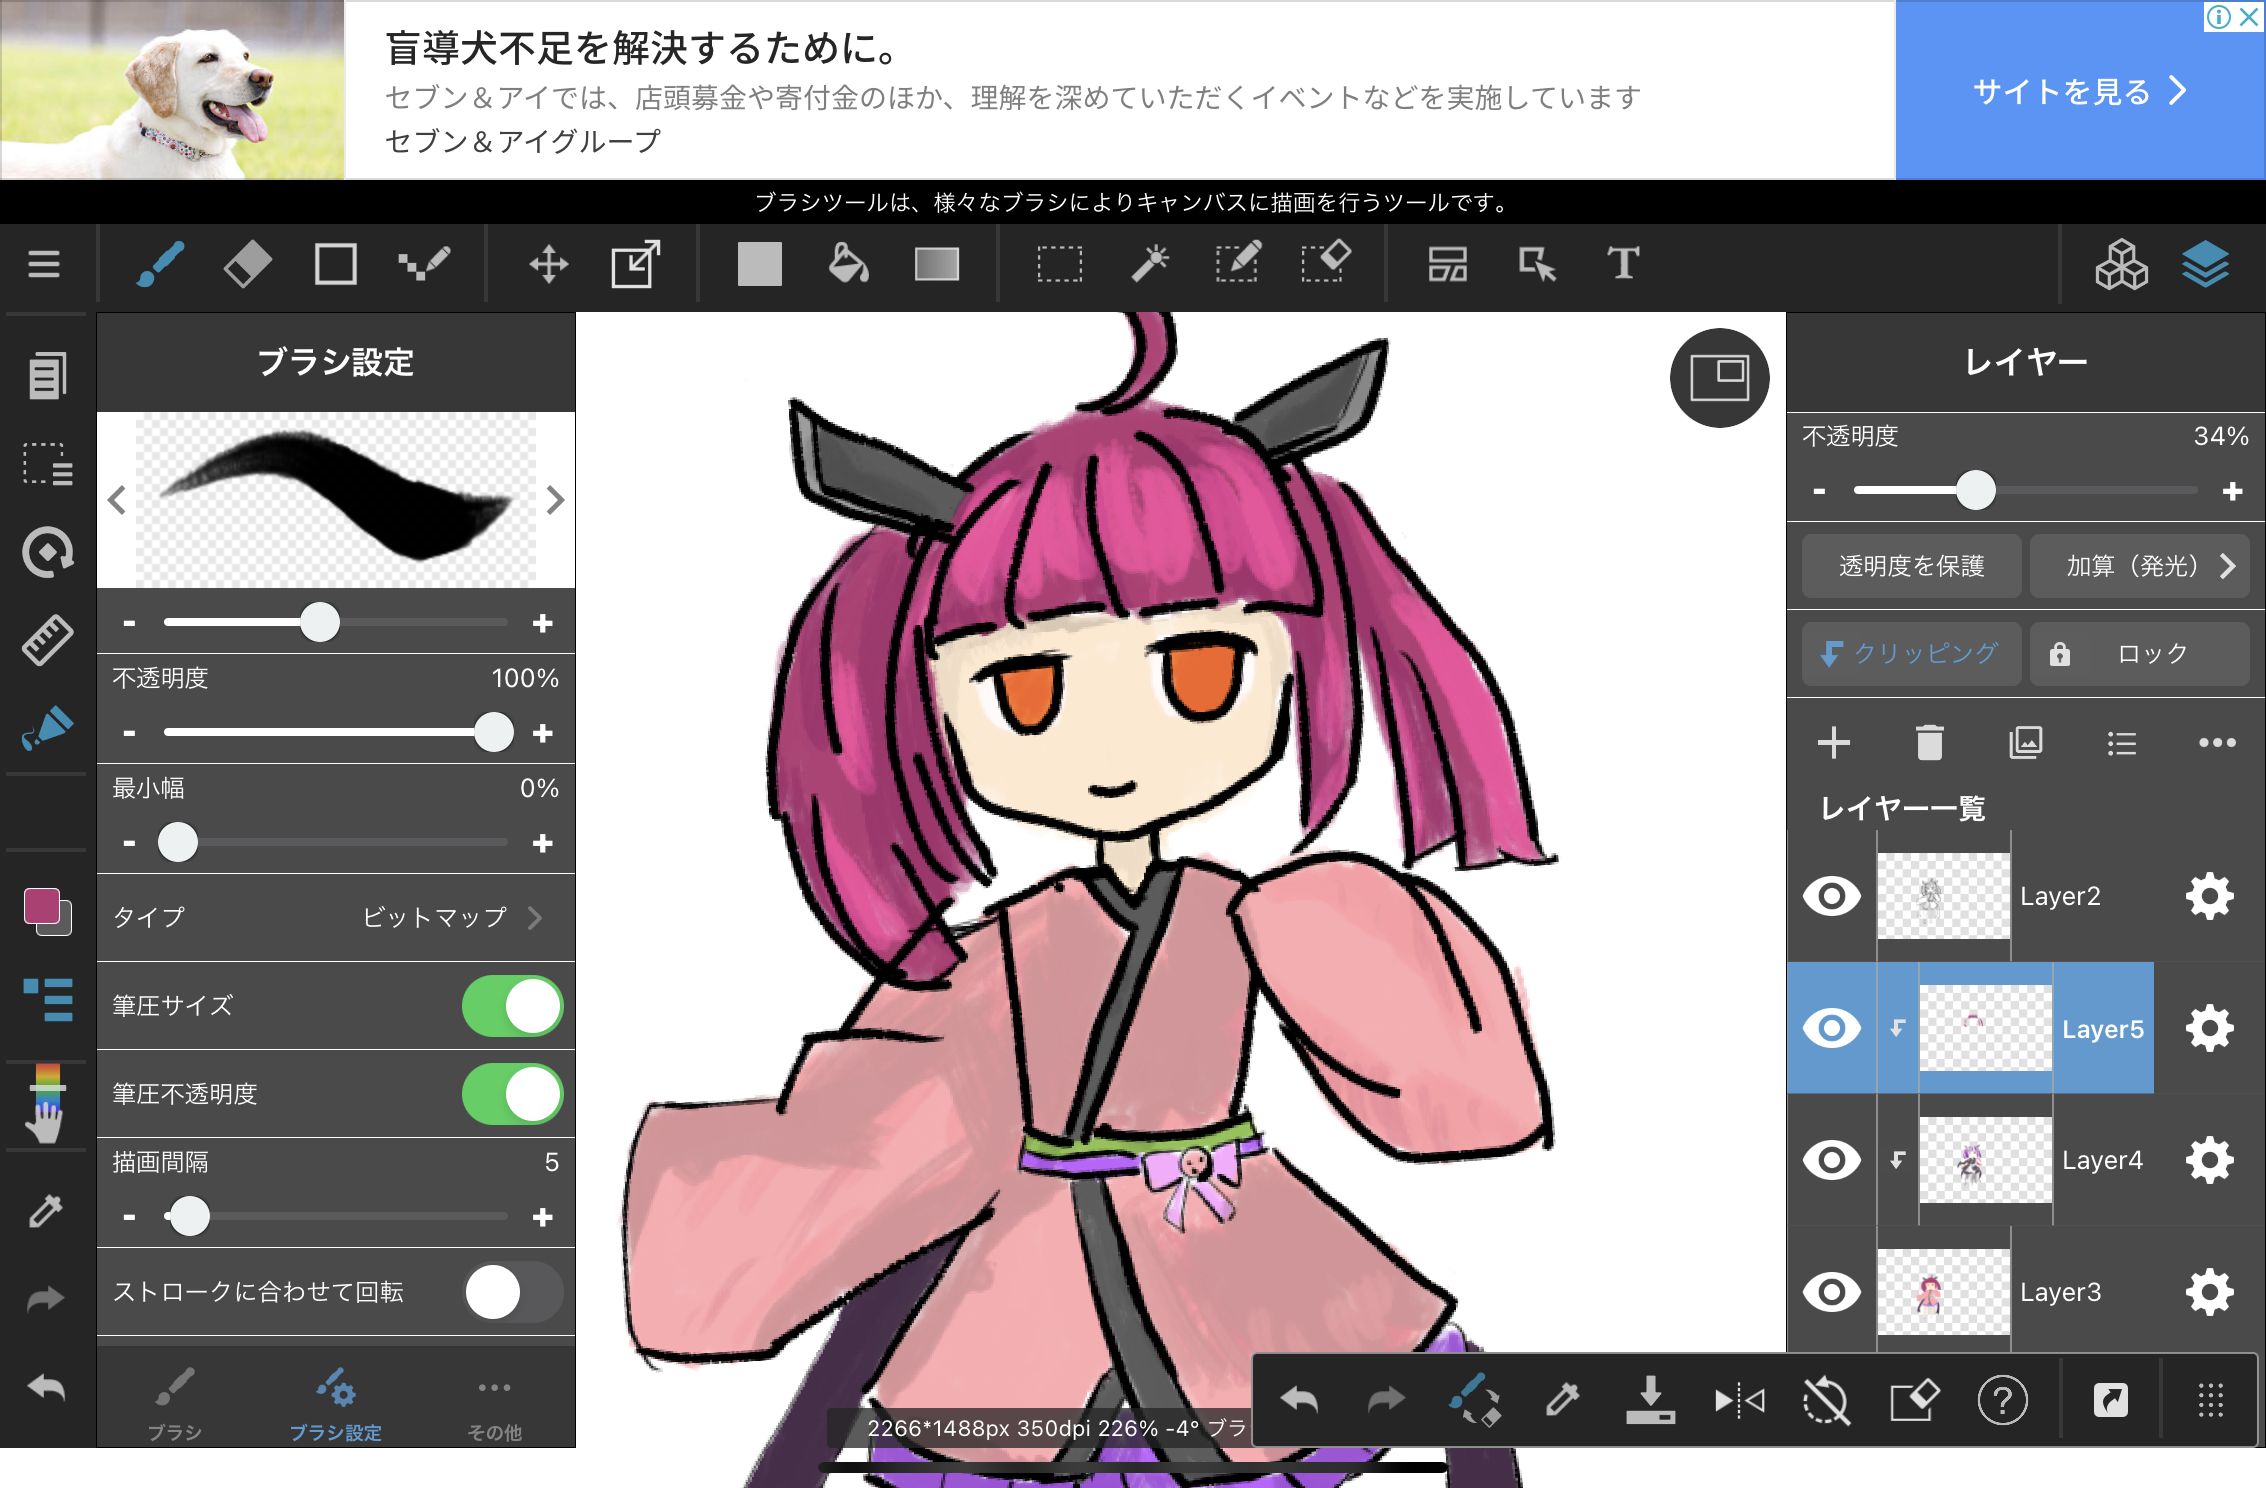 盲導犬不足を解決するために。
セブン＆アイでは、店頭募金や寄付金のほか、理解を深めていただくイベントなどを実施しています
セブン＆アイグループ
サイトを見る
ブラシツールは、様々なブラシによりキャンバスに描画を行うツールです。
T
ブラシ設定
- +
不透明度 100%
- +
最小幅 0%
- +
タイプ ビットマップ
筆圧サイズ
筆圧不透明度
描画間隔 5
- +
ストロークに合わせて回転
ブラシ ブラシ設定 その他
2266*1488px 350dpi 226% -4° ブラ
レイヤー
不透明度 34%
- +
透明度を保護 加算（発光）
クリッピング ロック
レイヤー一覧
Layer2
Layer5
Layer4
Layer3
?